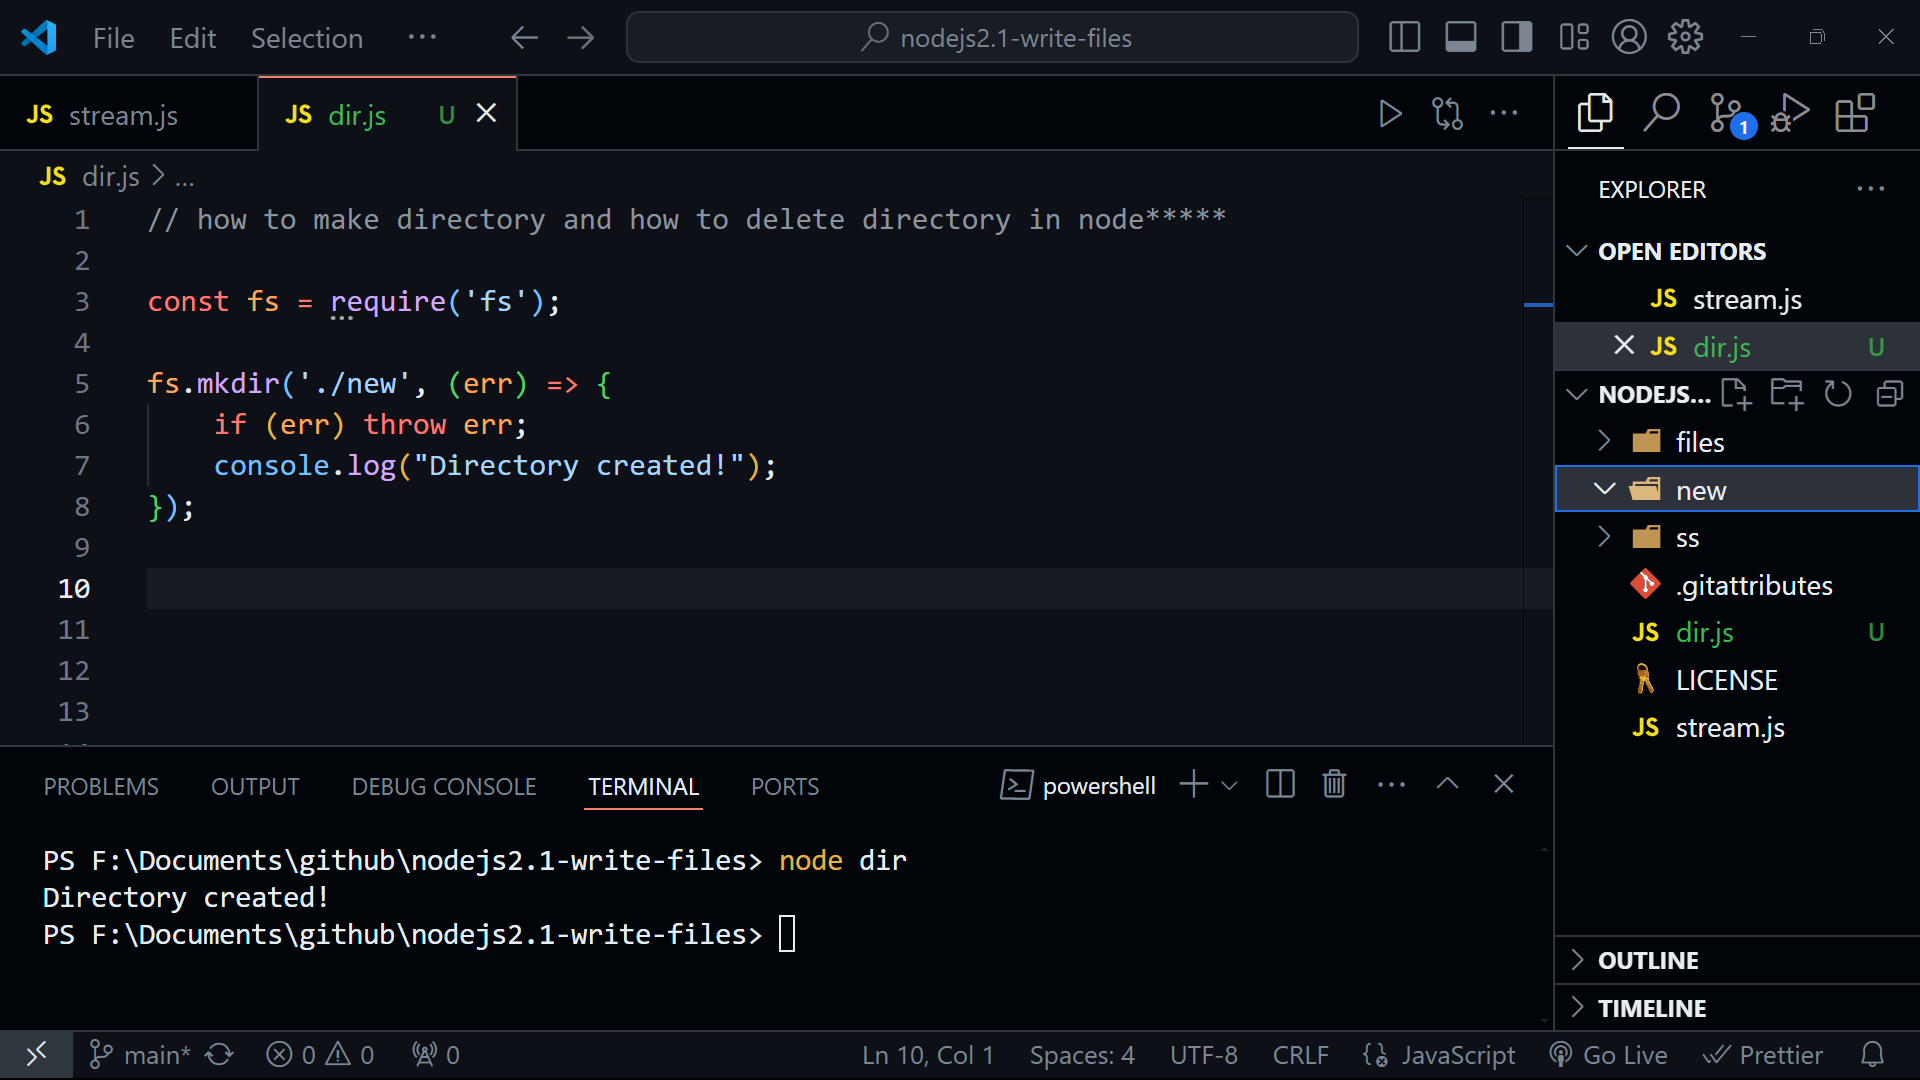 File Edit Selection ··· nodejs2.1-write-files
JS stream.js JS dir.js U
JS dir.js > ...
1 // how to make directory and how to delete directory in node*****
2
3 const fs = require('fs');
4
5 fs.mkdir('./new', (err) => {
6 if (err) throw err;
7 console.log("Directory created!");
8 });
9
10
11
12
13
PROBLEMS OUTPUT DEBUG CONSOLE TERMINAL PORTS powershell
PS F:\Documents\github\nodejs2.1-write-files> node dir
Directory created!
PS F:\Documents\github\nodejs2.1-write-files>
1
EXPLORER
OPEN EDITORS
JS stream.js
JS dir.js U
NODEJS...
files
new
ss
.gitattributes
JS dir.js U
LICENSE
JS stream.js
OUTLINE
TIMELINE
main* 0 0 0 Ln 10, Col 1 Spaces: 4 UTF-8 CRLF JavaScript Go Live Prettier